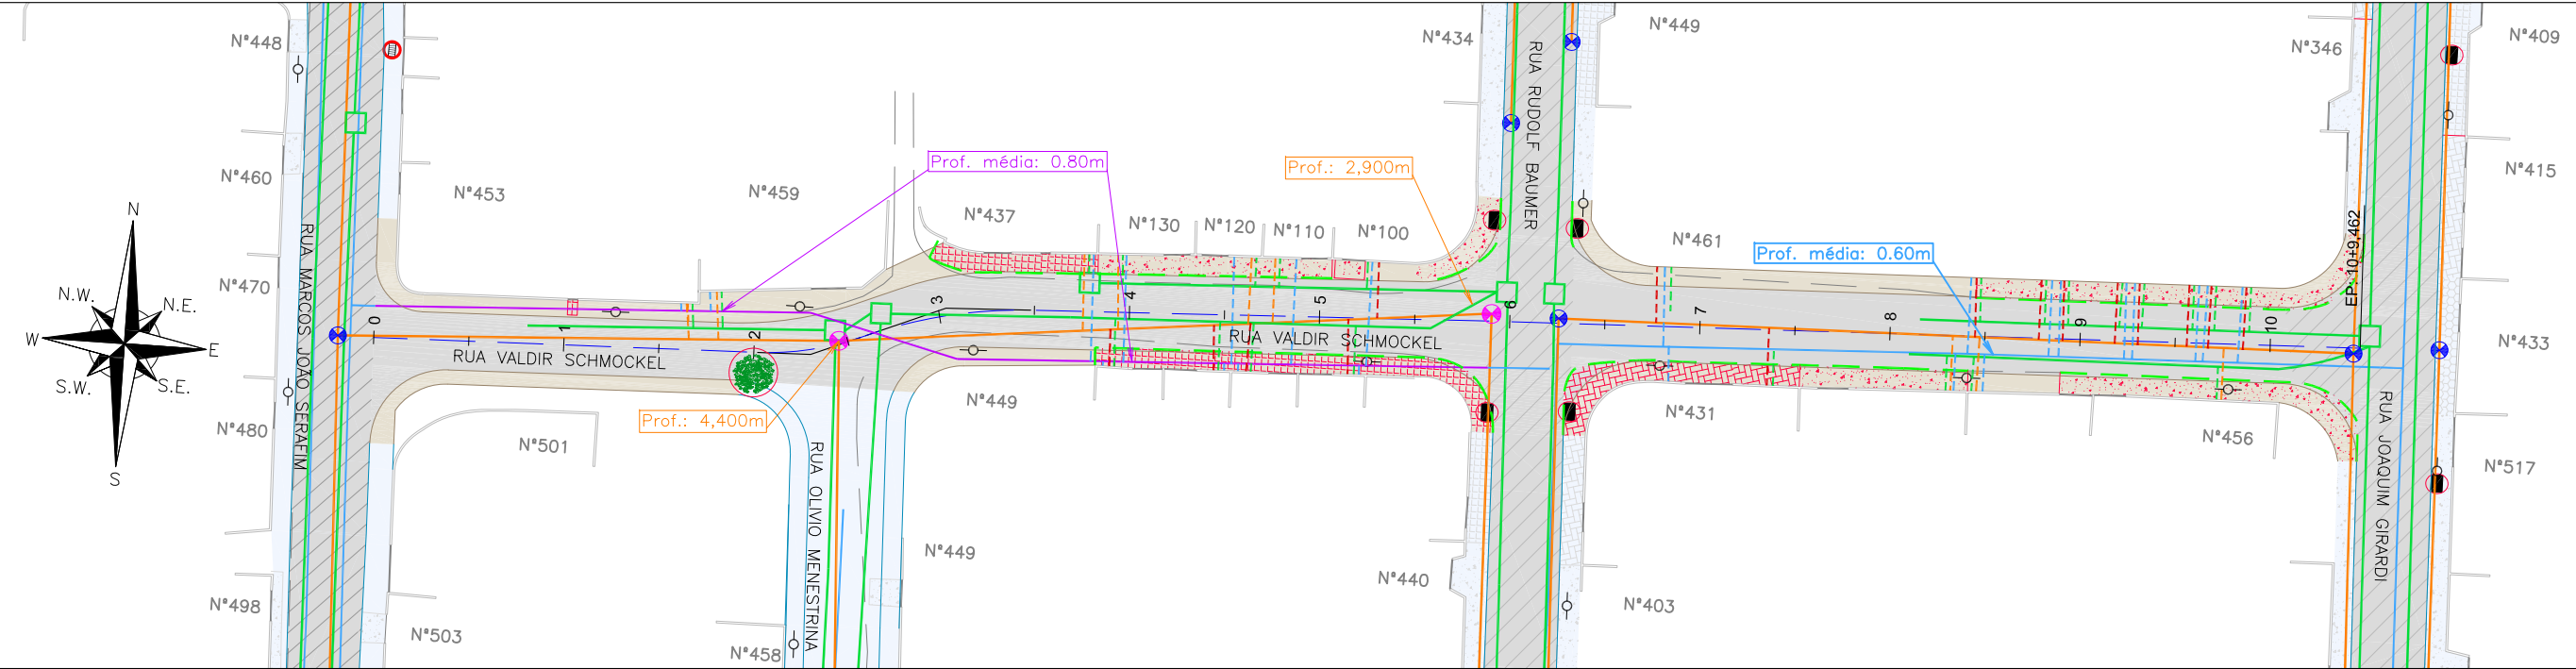 N°448
N°460
N°470
N°480
N°498
RUA MARCOS JOÃO SERAFIM
N
N.W.
N.E.
W
E
S.W.
S.E.
S
N°453
N°459
N°437
N°130
N°120
N°110
N°100
N°434
N°449
N°461
N°346
N°409
N°415
N°433
N°517
Prof. média: 0.80m
Prof.: 2,900m
Prof. média: 0.60m
Prof.: 4,400m
RUA RUDOLF BAUMER
EP:10+9,462
0
1
2
3
4
5
6
7
8
9
10
RUA VALDIR SCHMOCKEL
RUA VALDIR SCHMOCKEL
N°501
N°503
N°458
RUA OLIVIO MENESTRINA
N°449
N°449
N°440
N°431
N°403
N°456
RUA JOAQUIM GIRARDI